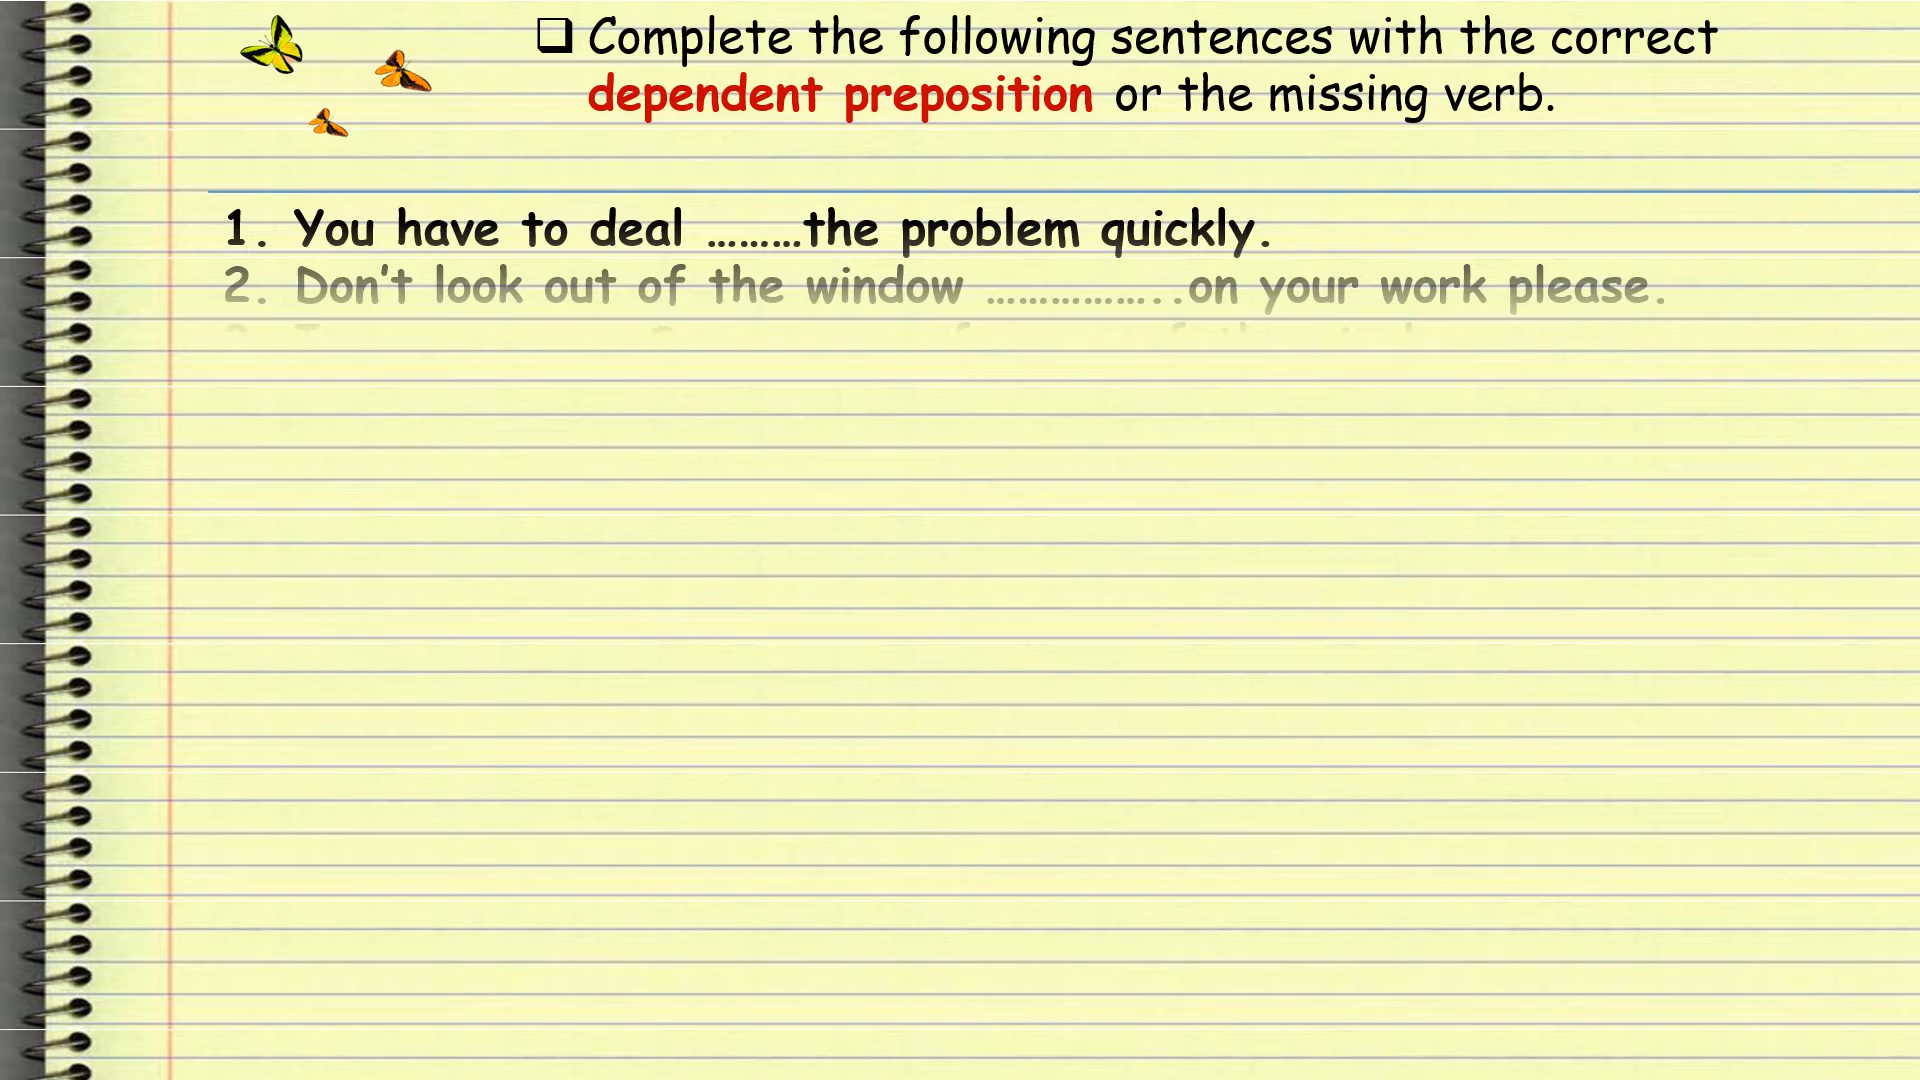 ❑ Complete the following sentences with the correct
dependent preposition or the missing verb.
1. You have to deal ………the problem quickly.
2. Don’t look out of the window ……………..on your work please.